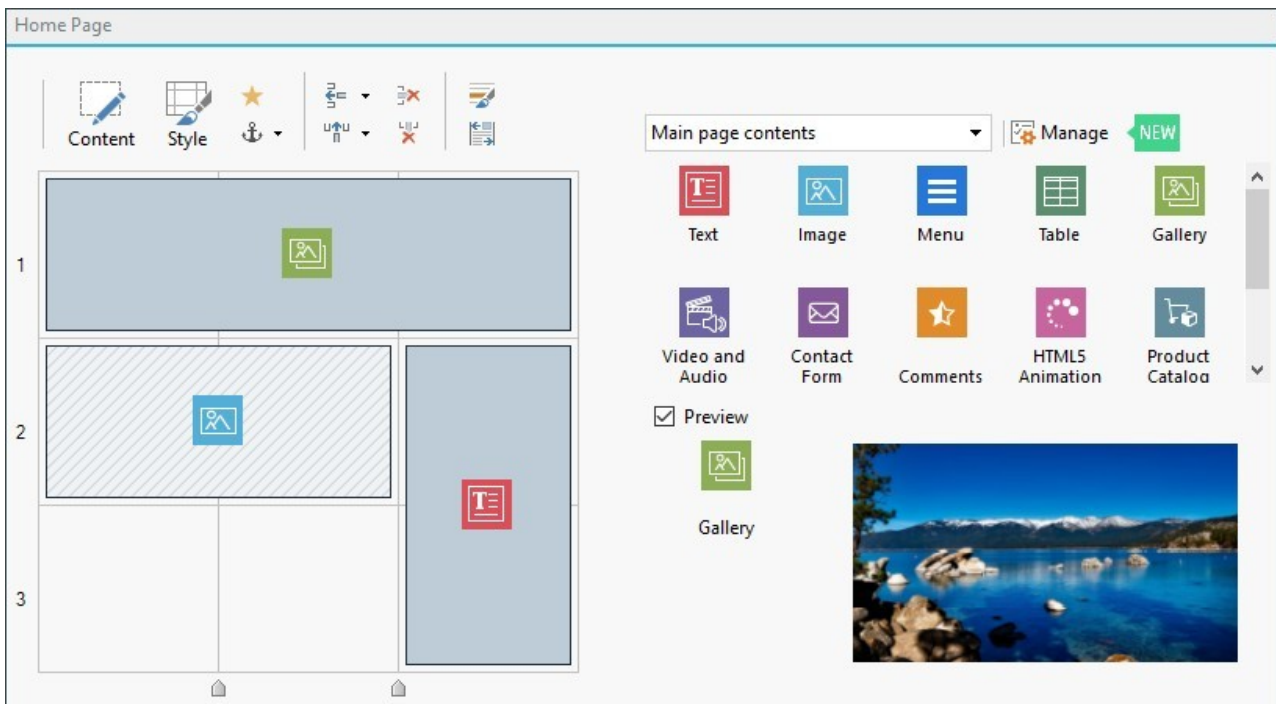 Home Page
Content
Style
Main page contents
Manage
NEW
Text
Image
Menu
Table
Gallery
Video and
Audio
Contact
Form
Comments
HTML5
Animation
Product
Catalog
Preview
Gallery
1
2
3